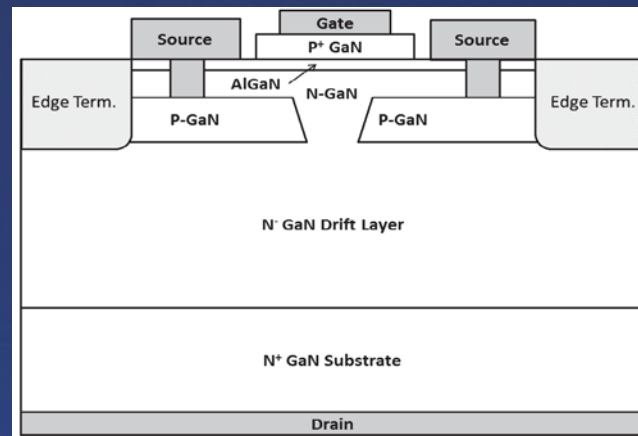 Gate
Source
P⁺ GaN
Source
AlGaN
N-GaN
Edge Term.
P-GaN
P-GaN
Edge Term.
N⁻ GaN Drift Layer
N⁺ GaN Substrate
Drain